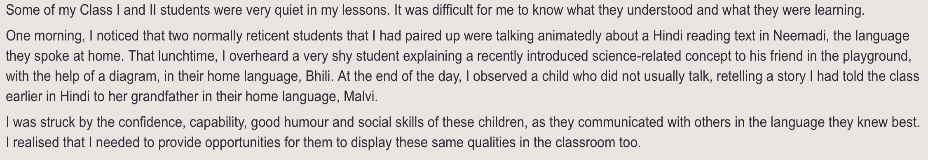 Some of my Class I and II students were very quiet in my lessons. It was difficult for me to know what they understood and what they were learning.
One morning, I noticed that two normally reticent students that I had paired up were talking animatedly about a Hindi reading text in Neemadi, the language
they spoke at home. That lunchtime, I overheard a very shy student explaining a recently introduced science-related concept to his friend in the playground,
with the help of a diagram, in their home language, Bhili. At the end of the day, I observed a child who did not usually talk, retelling a story I had told the class
earlier in Hindi to her grandfather in their home language, Malvi.
I was struck by the confidence, capability, good humour and social skills of these children, as they communicated with others in the language they knew best.
I realised that I needed to provide opportunities for them to display these same qualities in the classroom too.